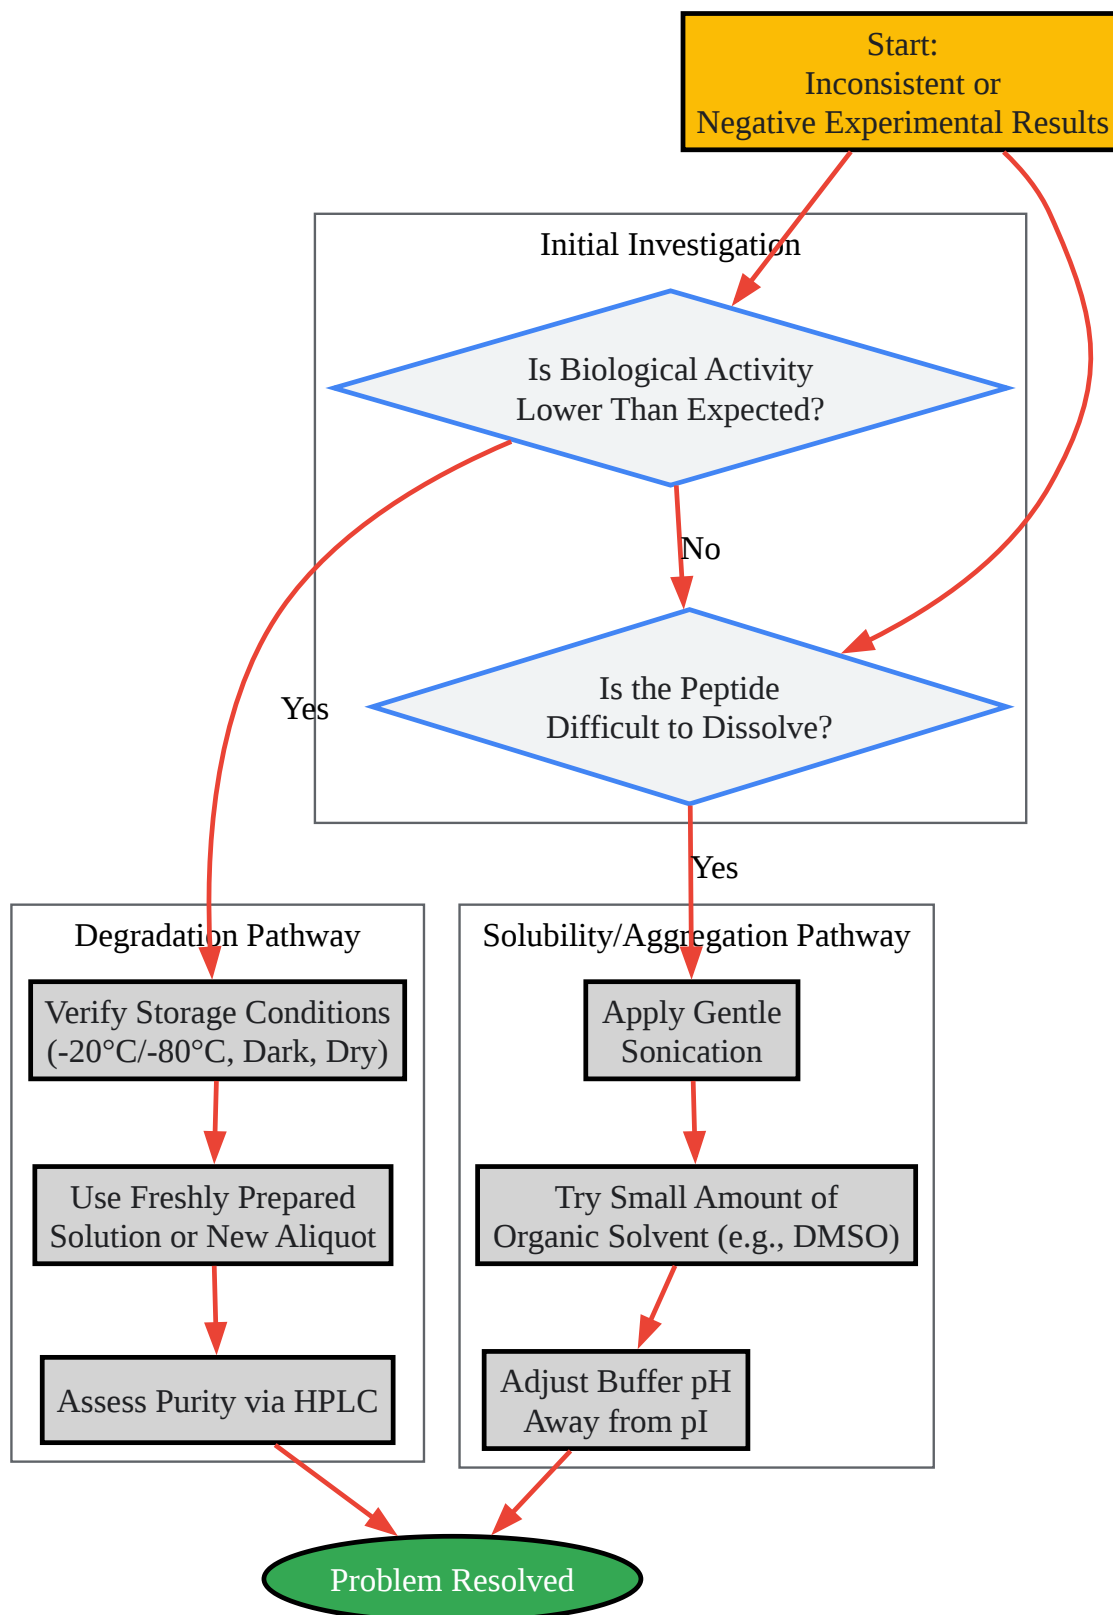 Start:
Inconsistent or
Negative Experimental Results
Initial Investigation
Is Biological Activity
Lower Than Expected?
No
Is the Peptide
Difficult to Dissolve?
Yes
Yes
Degradation Pathway
Verify Storage Conditions
(-20°C/-80°C, Dark, Dry)
Use Freshly Prepared
Solution or New Aliquot
Assess Purity via HPLC
Solubility/Aggregation Pathway
Apply Gentle
Sonication
Try Small Amount of
Organic Solvent (e.g., DMSO)
Adjust Buffer pH
Away from pI
Problem Resolved